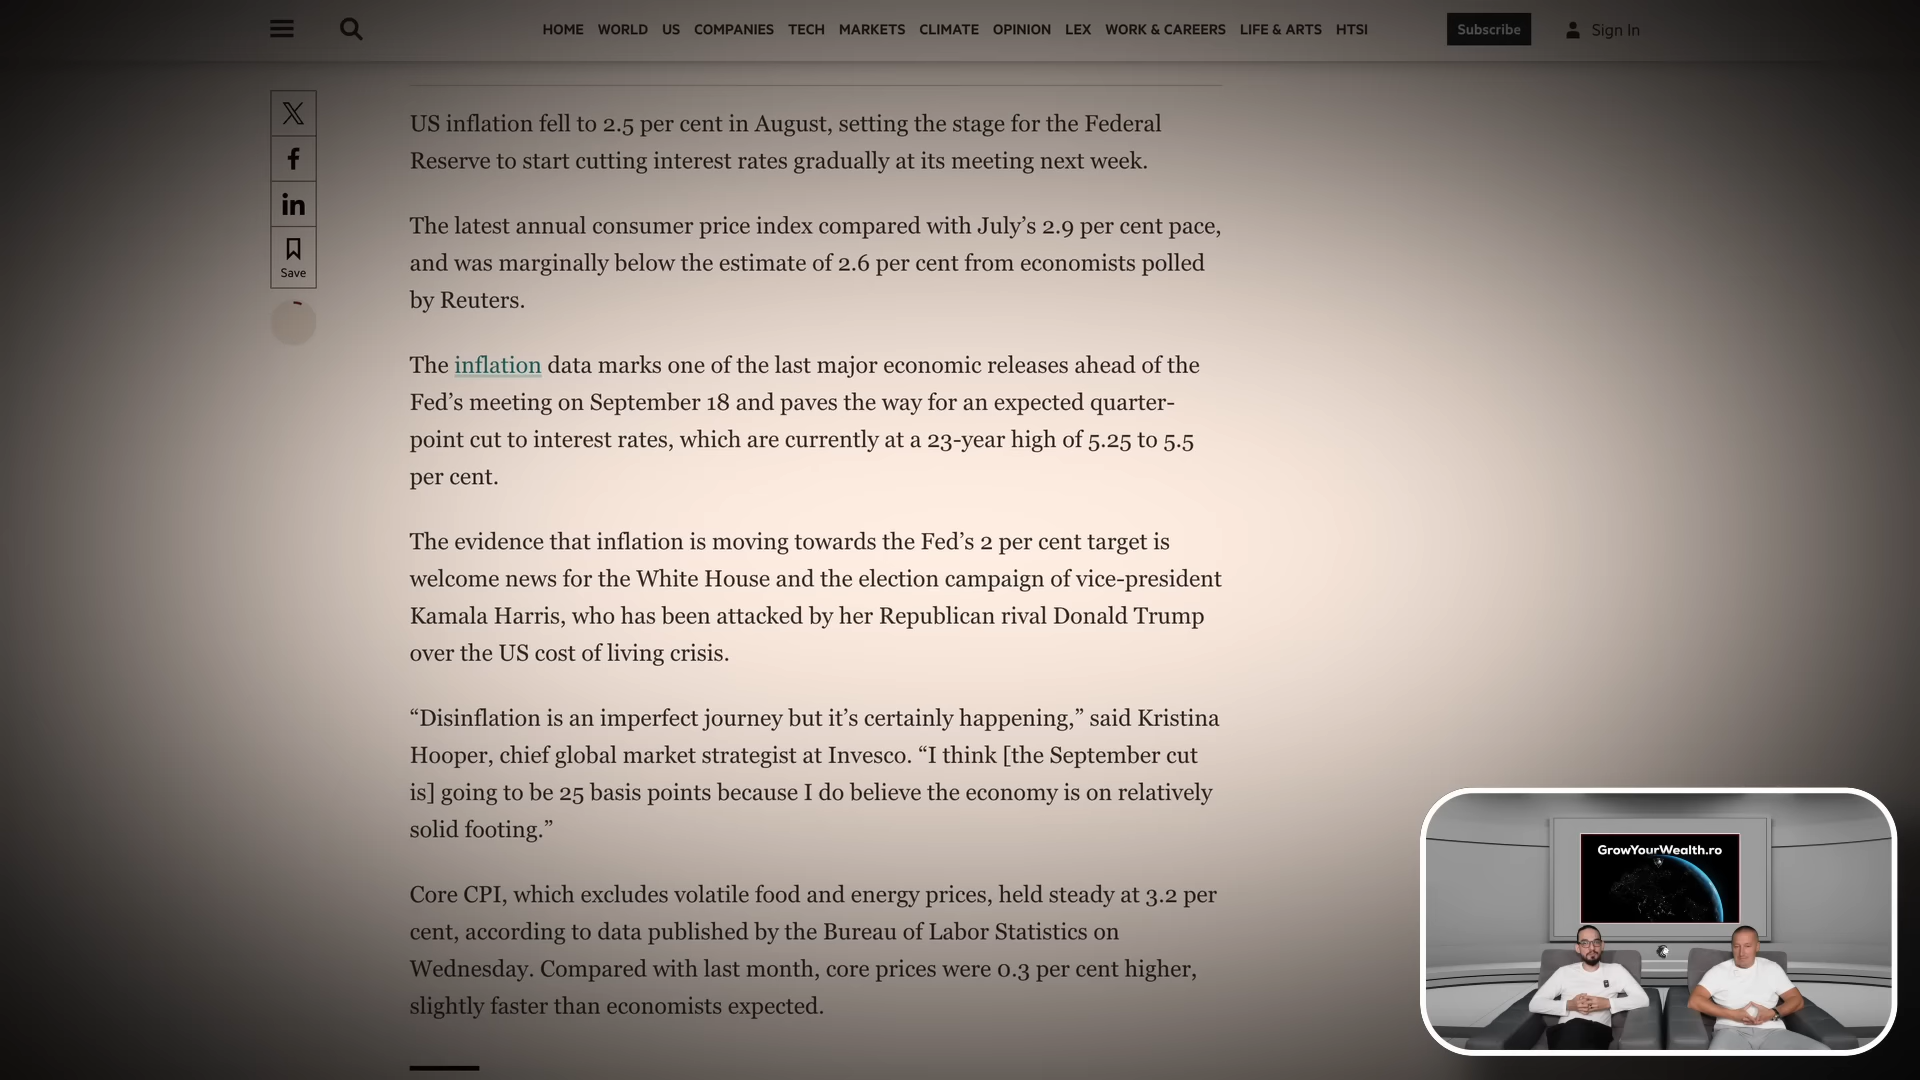 HOME WORLD US COMPANIES TECH MARKETS CLIMATE OPINION LEX WORK & CAREERS LIFE & ARTS HTSI Subscribe Sign In
US inflation fell to 2.5 per cent in August, setting the stage for the Federal
Reserve to start cutting interest rates gradually at its meeting next week.
The latest annual consumer price index compared with July’s 2.9 per cent pace,
and was marginally below the estimate of 2.6 per cent from economists polled
by Reuters.
Save
The inflation data marks one of the last major economic releases ahead of the
Fed’s meeting on September 18 and paves the way for an expected quarter-
point cut to interest rates, which are currently at a 23-year high of 5.25 to 5.5
per cent.
The evidence that inflation is moving towards the Fed’s 2 per cent target is
welcome news for the White House and the election campaign of vice-president
Kamala Harris, who has been attacked by her Republican rival Donald Trump
over the US cost of living crisis.
“Disinflation is an imperfect journey but it’s certainly happening,” said Kristina
Hooper, chief global market strategist at Invesco. “I think [the September cut
is] going to be 25 basis points because I do believe the economy is on relatively
solid footing.”
Core CPI, which excludes volatile food and energy prices, held steady at 3.2 per
cent, according to data published by the Bureau of Labor Statistics on
Wednesday. Compared with last month, core prices were 0.3 per cent higher,
slightly faster than economists expected.
GrowYourWealth.ro